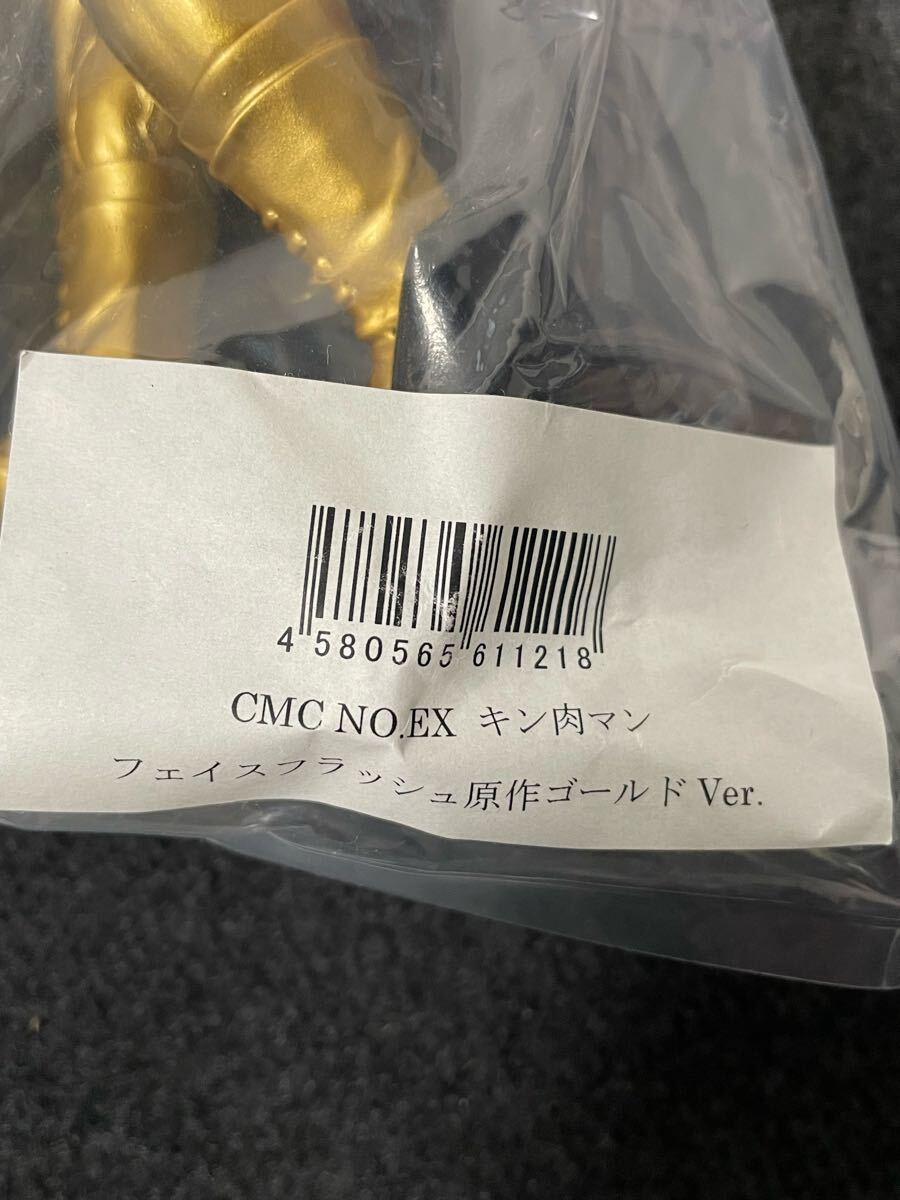 4 580565 611218
CMC NO.EX キン肉マン
フェイスフラッシュ原作ゴールドVer.